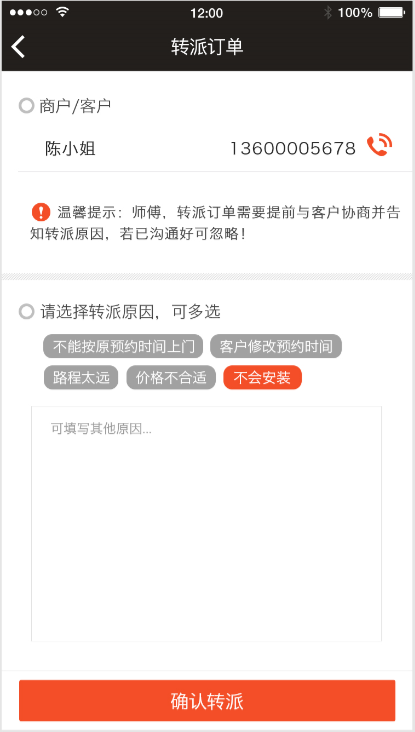 12:00
100%
转派订单
商户/客户
陈小姐 13600005678
温馨提示：师傅，转派订单需要提前与客户协商并告
知转派原因，若已沟通好可忽略！
请选择转派原因，可多选
不能按原预约时间上门 客户修改预约时间
路程太远 价格不合适 不会安装
可填写其他原因...
确认转派